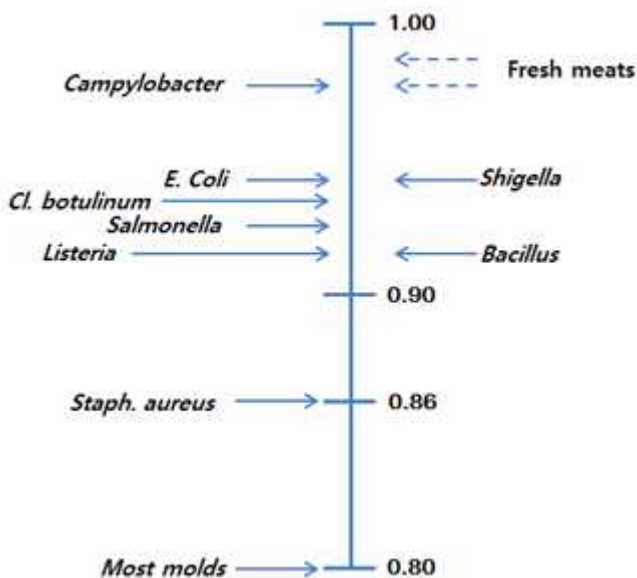 1.00
Fresh meats
Campylobacter
E. Coli
Shigella
Cl. botulinum
Salmonella
Listeria
Bacillus
0.90
Staph. aureus
0.86
Most molds
0.80